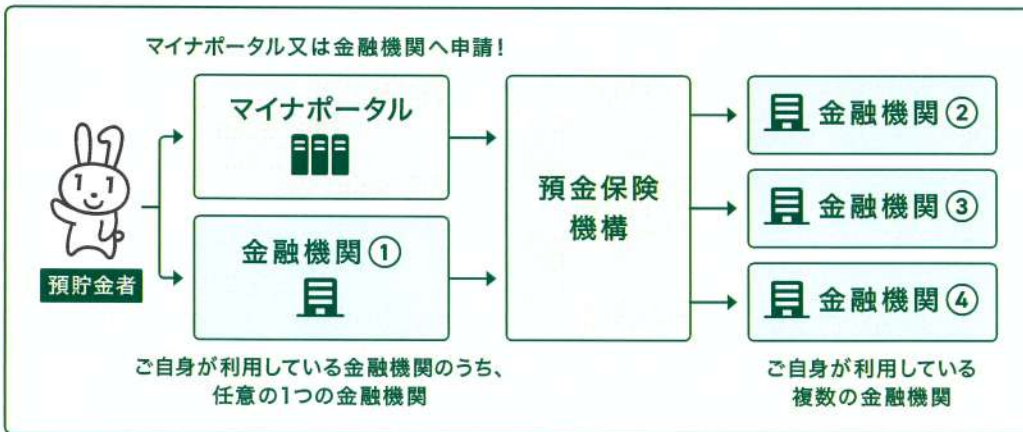 マイナポータル又は金融機関へ申請!
マイナポータル
金融機関①
預貯金者
ご自身が利用している金融機関のうち、
任意の1つの金融機関
預金保険
機構
金融機関②
金融機関③
金融機関④
ご自身が利用している
複数の金融機関